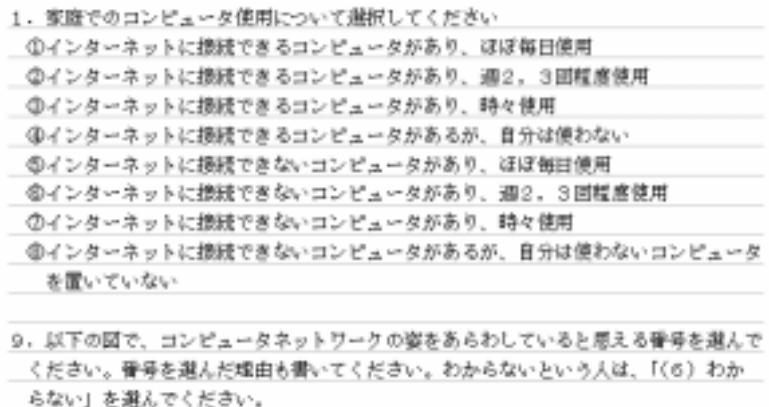 1. 家庭でのコンピュータ使用について選択してください
①インターネットに接続できるコンピュータがあり、ほぼ毎日使用
②インターネットに接続できるコンピュータがあり、週2，3回程度使用
③インターネットに接続できるコンピュータがあり、時々使用
④インターネットに接続できるコンピュータがあるが、自分は使わない
⑤インターネットに接続できないコンピュータがあり、ほぼ毎日使用
⑥インターネットに接続できないコンピュータがあり、週2，3回程度使用
⑦インターネットに接続できないコンピュータがあり、時々使用
⑧インターネットに接続できないコンピュータがあるが、自分は使わないコンピュータ
を置いていない
9. 以下の図で、コンピュータネットワークの姿をあらわしていると思える番号を選んで
ください。番号を選んだ理由も書いてください。わからないという人は、「(6) わか
らない」を選んでください。